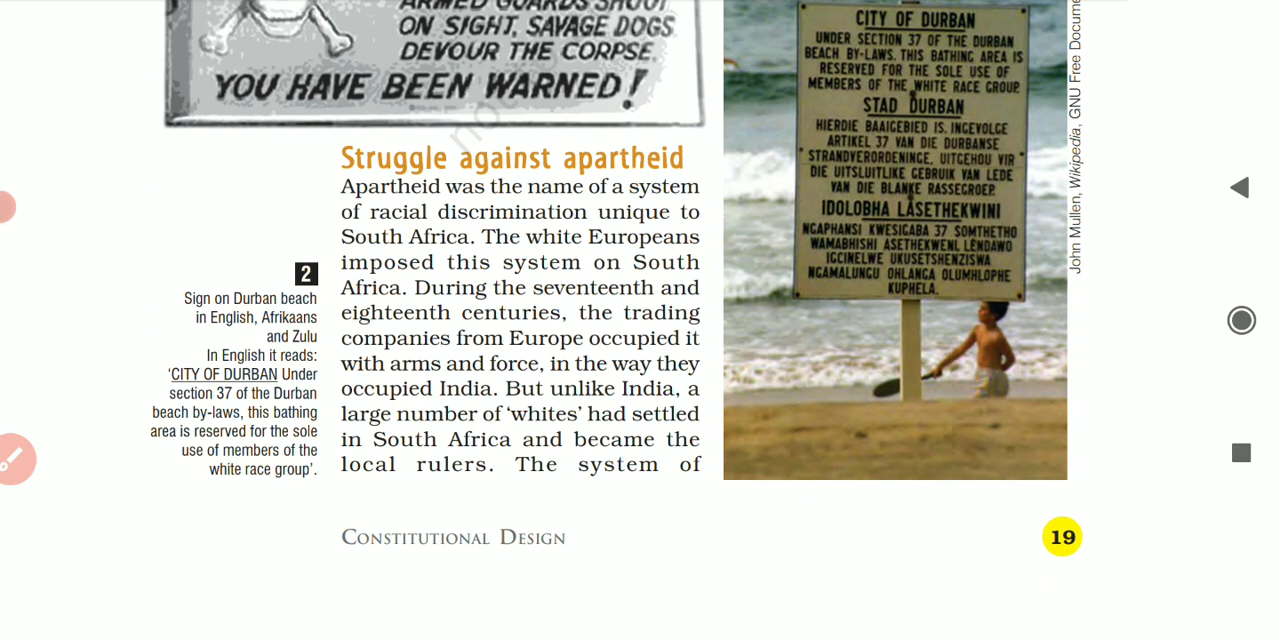 ARMED GUARDS SHOOT
ON SIGHT, SAVAGE DOGS
DEVOUR THE CORPSE.
YOU HAVE BEEN WARNED!
Struggle against apartheid
Apartheid was the name of a system
of racial discrimination unique to
South Africa. The white Europeans
imposed this system on South
Africa. During the seventeenth and
eighteenth centuries, the trading
companies from Europe occupied it
with arms and force, in the way they
occupied India. But unlike India, a
large number of ‘whites’ had settled
in South Africa and became the
local rulers. The system of
2
Sign on Durban beach
in English, Afrikaans
and Zulu
In English it reads:
‘CITY OF DURBAN Under
section 37 of the Durban
beach by-laws, this bathing
area is reserved for the sole
use of members of the
white race group’.
CITY OF DURBAN
UNDER SECTION 37 OF THE DURBAN
BEACH BY-LAWS. THIS BATHING AREA IS
RESERVED FOR THE SOLE USE OF
MEMBERS OF THE WHITE RACE GROUP.
STAD DURBAN
HIERDIE BAAIGEBIED IS, INGEVOLGE
ARTIKEL 37 VAN DIE DURBANSE
STRANDVERORDENINGE, UITGEHOU VIR
DIE UITSLUITLIKE GEBRUIK VAN LEDE
VAN DIE BLANKE RASSEGROEP.
IDOLOBHA LASETHEKWINI
NGAPHANSI KWESIGABA 37 SOMTHETHO
WAMABHISHI ASETHEKWENI, LENDAWO
IGCINELWE UKUSETSHENZISWA
NGAMALUNGU OHLANGA OLUMHLOPHE
KUPHELA.
John Mullen, Wikipedia, GNU Free
CONSTITUTIONAL DESIGN
19